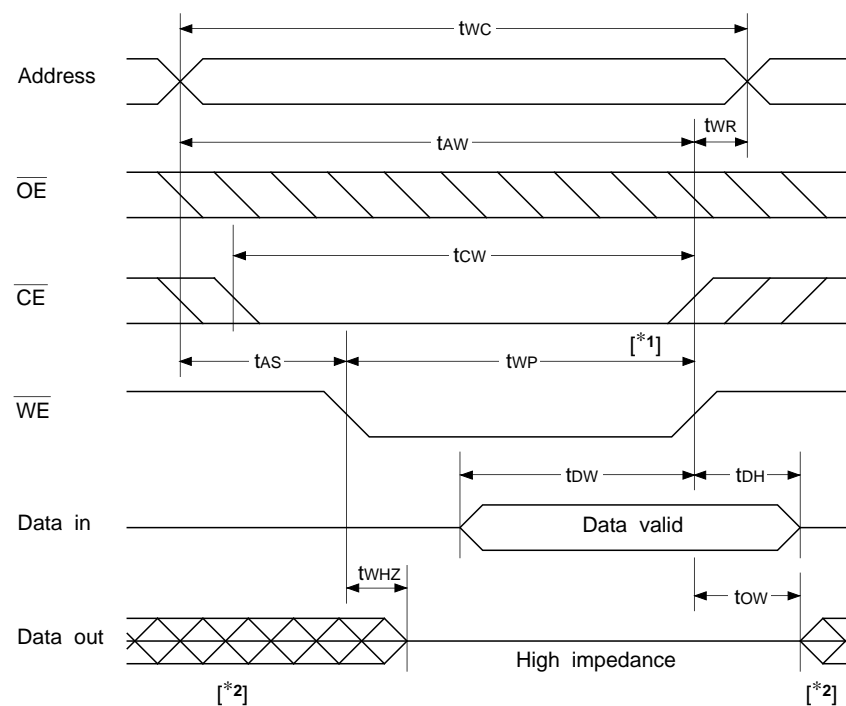 tWC
Address
tAW
tWR
OE
tCW
CE
[*1]
tAS
tWP
WE
tDW
tDH
Data in
Data valid
tWHZ
tOW
Data out
High impedance
[*2]
[*2]